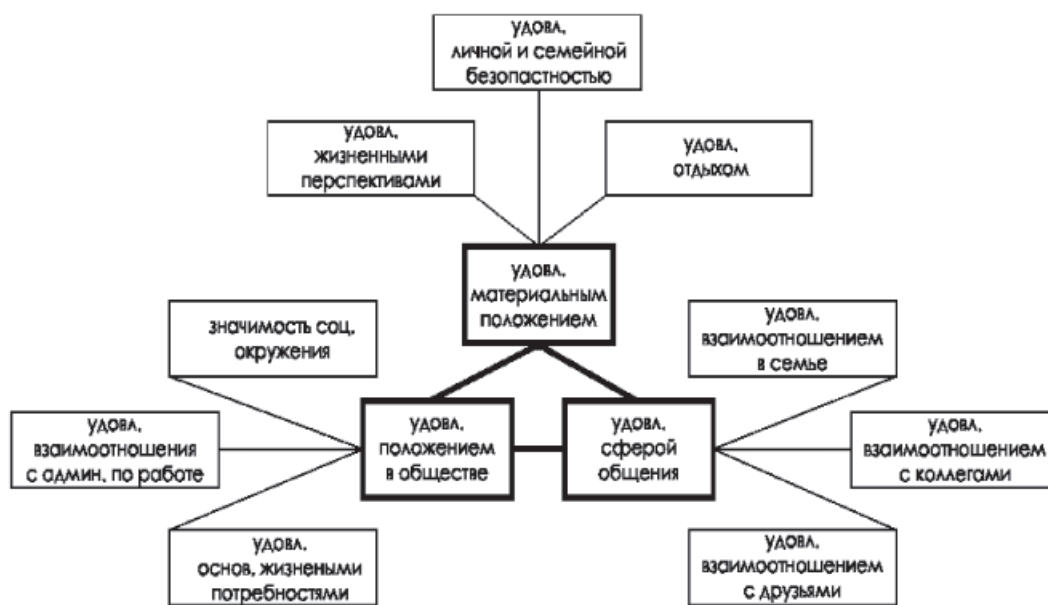 удовл,
личной и семейной
безопастностью
удовл,
жизненными
перспективами
удовл,
отдыхом
удовл,
материальным
положением
значимость соц,
окружения
удовл,
взаимоотношением
в семье
удовл,
взаимоотношения
с админ, по работе
удовл,
положением
в обществе
удовл,
сферой
общения
удовл,
взаимоотношением
с коллегами
удовл,
основ, жизнеными
потребностями
удовл,
взаимоотношением
с друзьями